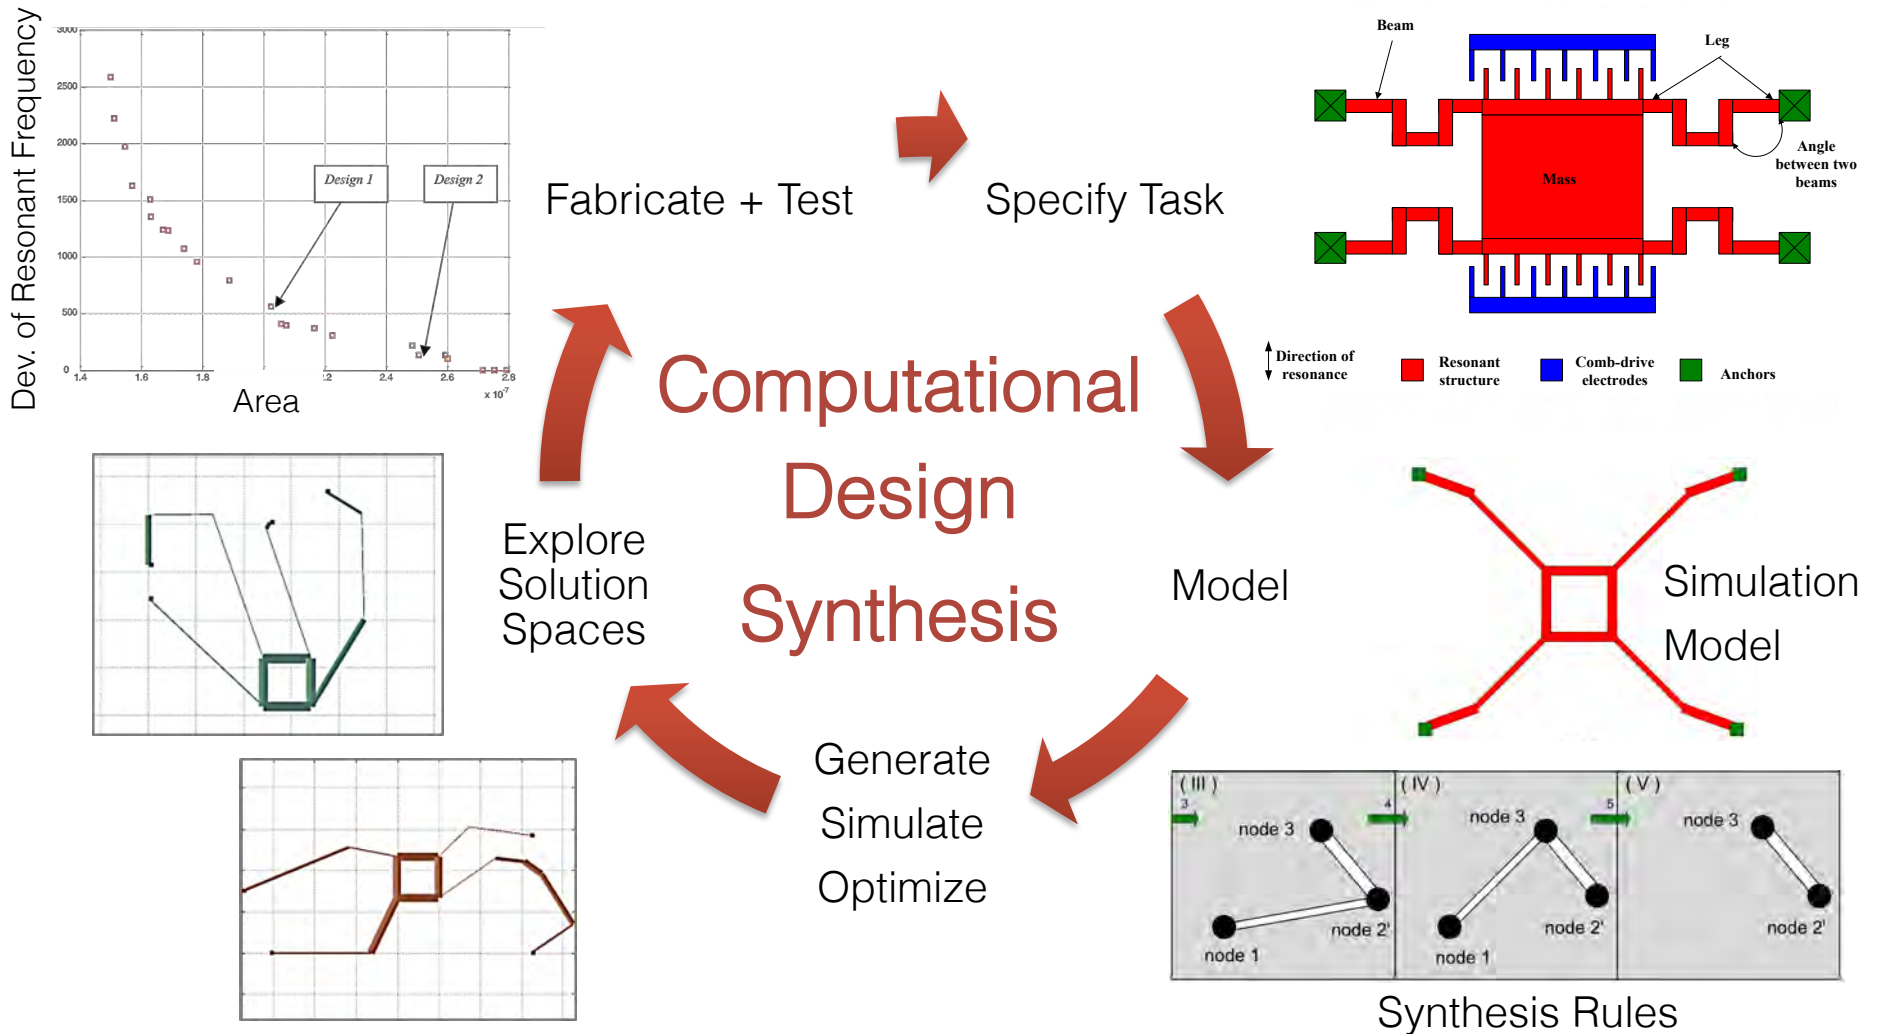 Dev. of Resonant Frequency
3000
2500
2000
1500
1000
500
0
1.4
1.6
1.8
2.2
2.4
2.6
2.8
x 10⁻⁷
Area
Design 1
Design 2
Fabricate + Test
Specify Task
Beam
Leg
Angle
between two
beams
Mass
Direction of
resonance
Resonant
structure
Comb-drive
electrodes
Anchors
Computational
Design
Synthesis
Explore
Solution
Spaces
Model
Simulation
Model
Generate
Simulate
Optimize
( III )
3
node 3
node 2'
node 1
( IV )
4
node 3
node 2'
node 1
( V )
5
node 3
node 2'
Synthesis Rules